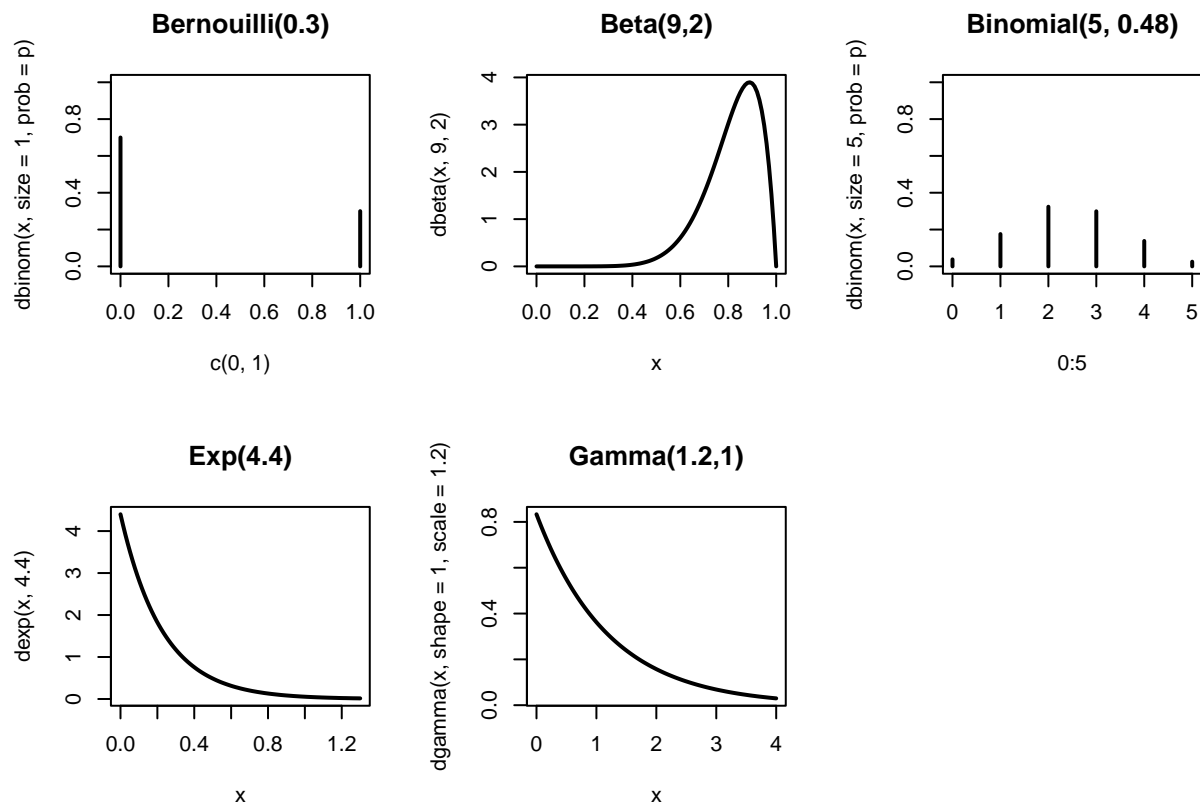 Bernouilli(0.3)
dbinom(x, size = 1, prob = p)
0.0 0.4 0.8
0.0 0.2 0.4 0.6 0.8 1.0
c(0, 1)
Beta(9,2)
dbeta(x, 9, 2)
0 1 2 3 4
0.0 0.2 0.4 0.6 0.8 1.0
x
Binomial(5, 0.48)
dbinom(x, size = 5, prob = p)
0.0 0.4 0.8
0 1 2 3 4 5
0:5
Exp(4.4)
dexp(x, 4.4)
0 1 2 3 4
0.0 0.4 0.8 1.2
x
Gamma(1.2,1)
dgamma(x, shape = 1, scale = 1.2)
0.0 0.4 0.8
0 1 2 3 4
x